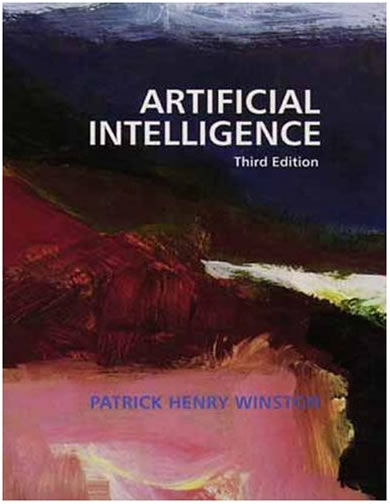 ARTIFICIAL
INTELLIGENCE
Third Edition
PATRICK HENRY WINSTON